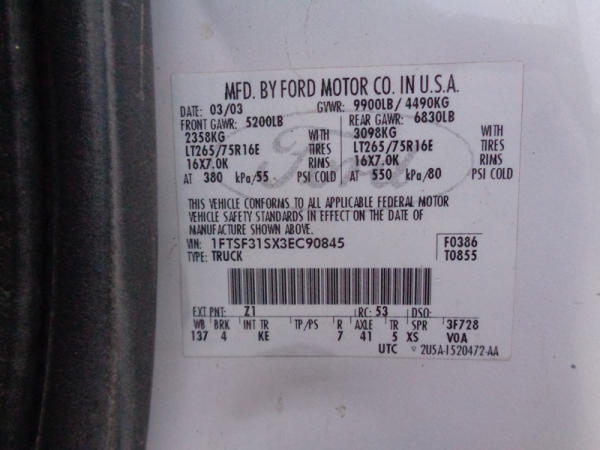 MFD. BY FORD MOTOR CO. IN U.S.A.
DATE: 03/03 GVWR: 9900LB/ 4490KG
FRONT GAWR: 5200LB REAR GAWR: 6830LB
2358KG WITH 3098KG WITH
LT265/75R16E TIRES LT265/75R16E TIRES
16X7.0K RIMS 16X7.0K RIMS
AT 380 kPa/55 PSI COLD AT 550 kPa/80 PSI COLD
Ford
THIS VEHICLE CONFORMS TO ALL APPLICABLE FEDERAL MOTOR
VEHICLE SAFETY STANDARDS IN EFFECT ON THE DATE OF
MANUFACTURE SHOWN ABOVE.
VIN: 1FTSF31SX3EC90845 F0386
TYPE: TRUCK T0855
EXT PNT: Z1 RC: 53 DSO:
WB BRK INT TR TP/PS R AXLE TR SPR 3F728
137 4 KE 7 41 5 XS VOA
UTC 2U5A-1520472-AA